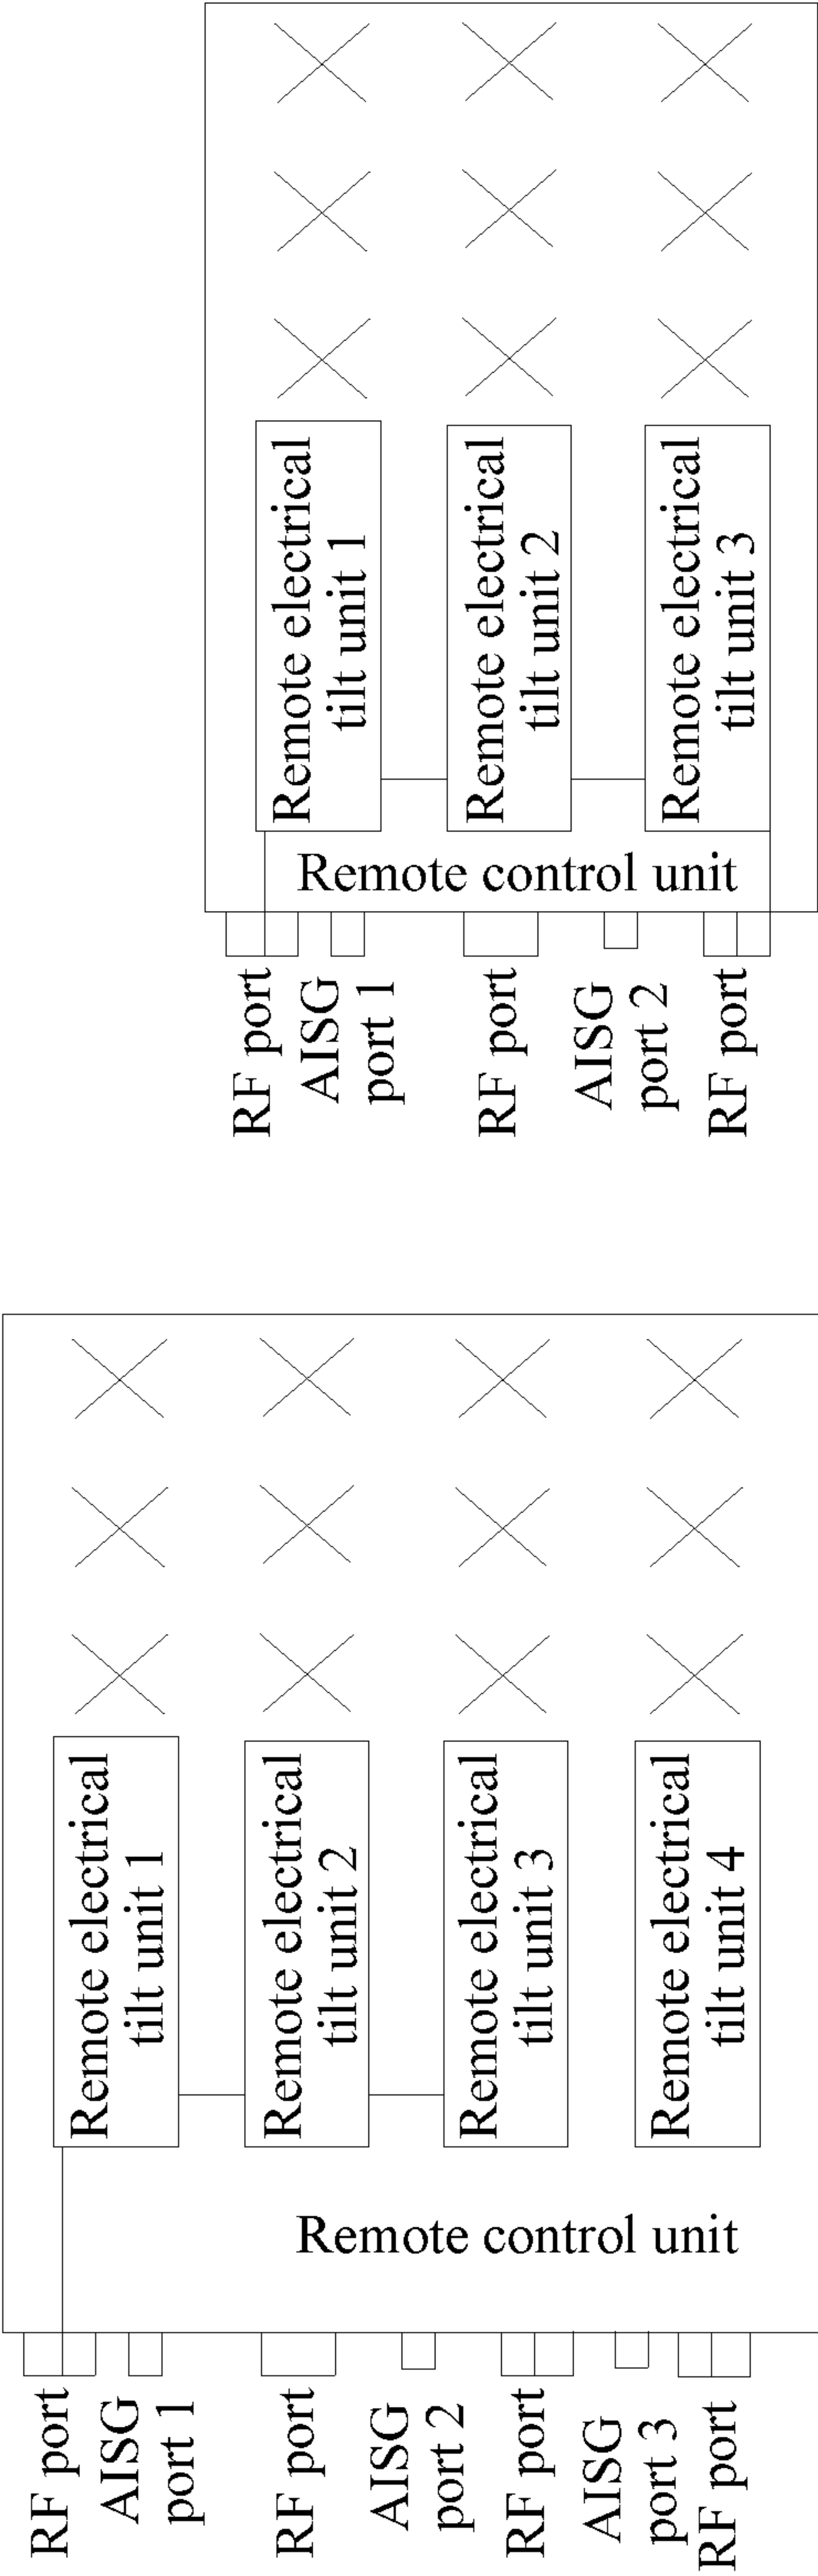 Remote electrical
tilt unit 1
Remote electrical
tilt unit 2
Remote electrical
tilt unit 3
Remote control unit
RF port
AISG
port 1
RF port
AISG
port 2
RF port
Remote electrical
tilt unit 1
Remote electrical
tilt unit 2
Remote electrical
tilt unit 3
Remote electrical
tilt unit 4
Remote control unit
RF port
AISG
port 1
RF port
AISG
port 2
RF port
AISG
port 3
RF port